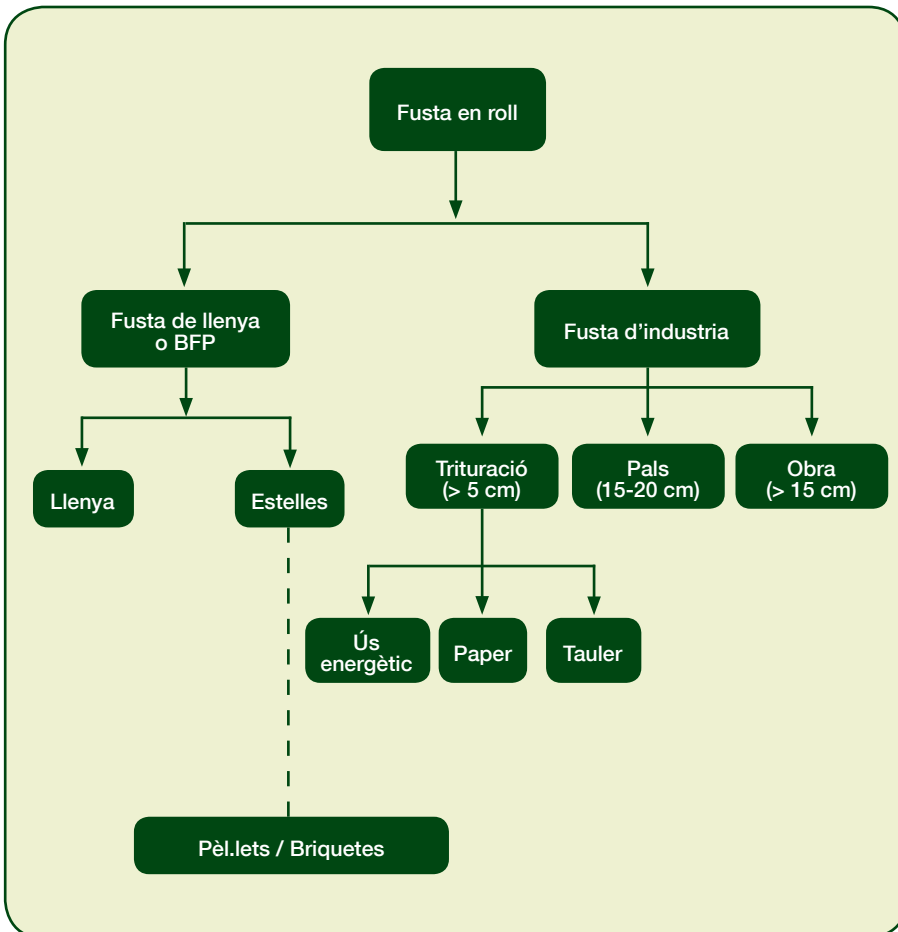 Fusta en roll
Fusta de llenya
o BFP
Fusta d’industria
Llenya
Estelles
Trituració
(> 5 cm)
Pals
(15-20 cm)
Obra
(> 15 cm)
Ús
energètic
Paper
Tauler
Pèl.lets / Briquetes